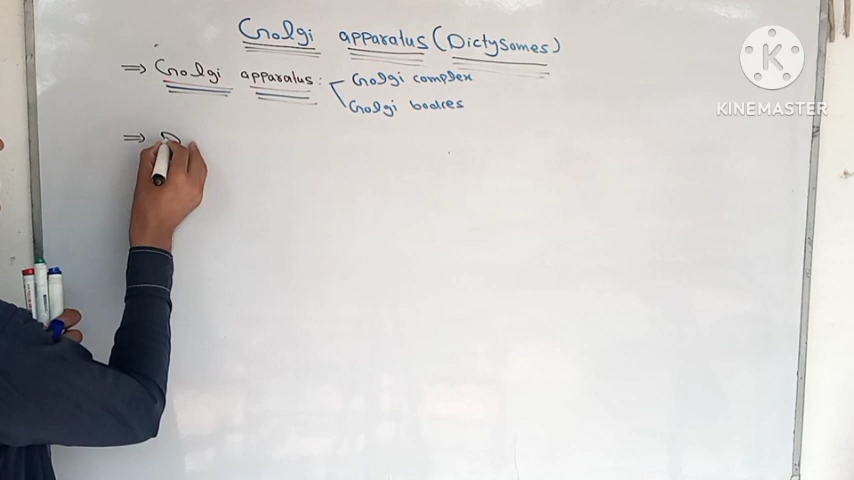 Golgi apparatus (Dictysomes)
⇒ Golgi apparatus: Golgi complex
Golgi bodies
⇒ D
K
KINEMASTER